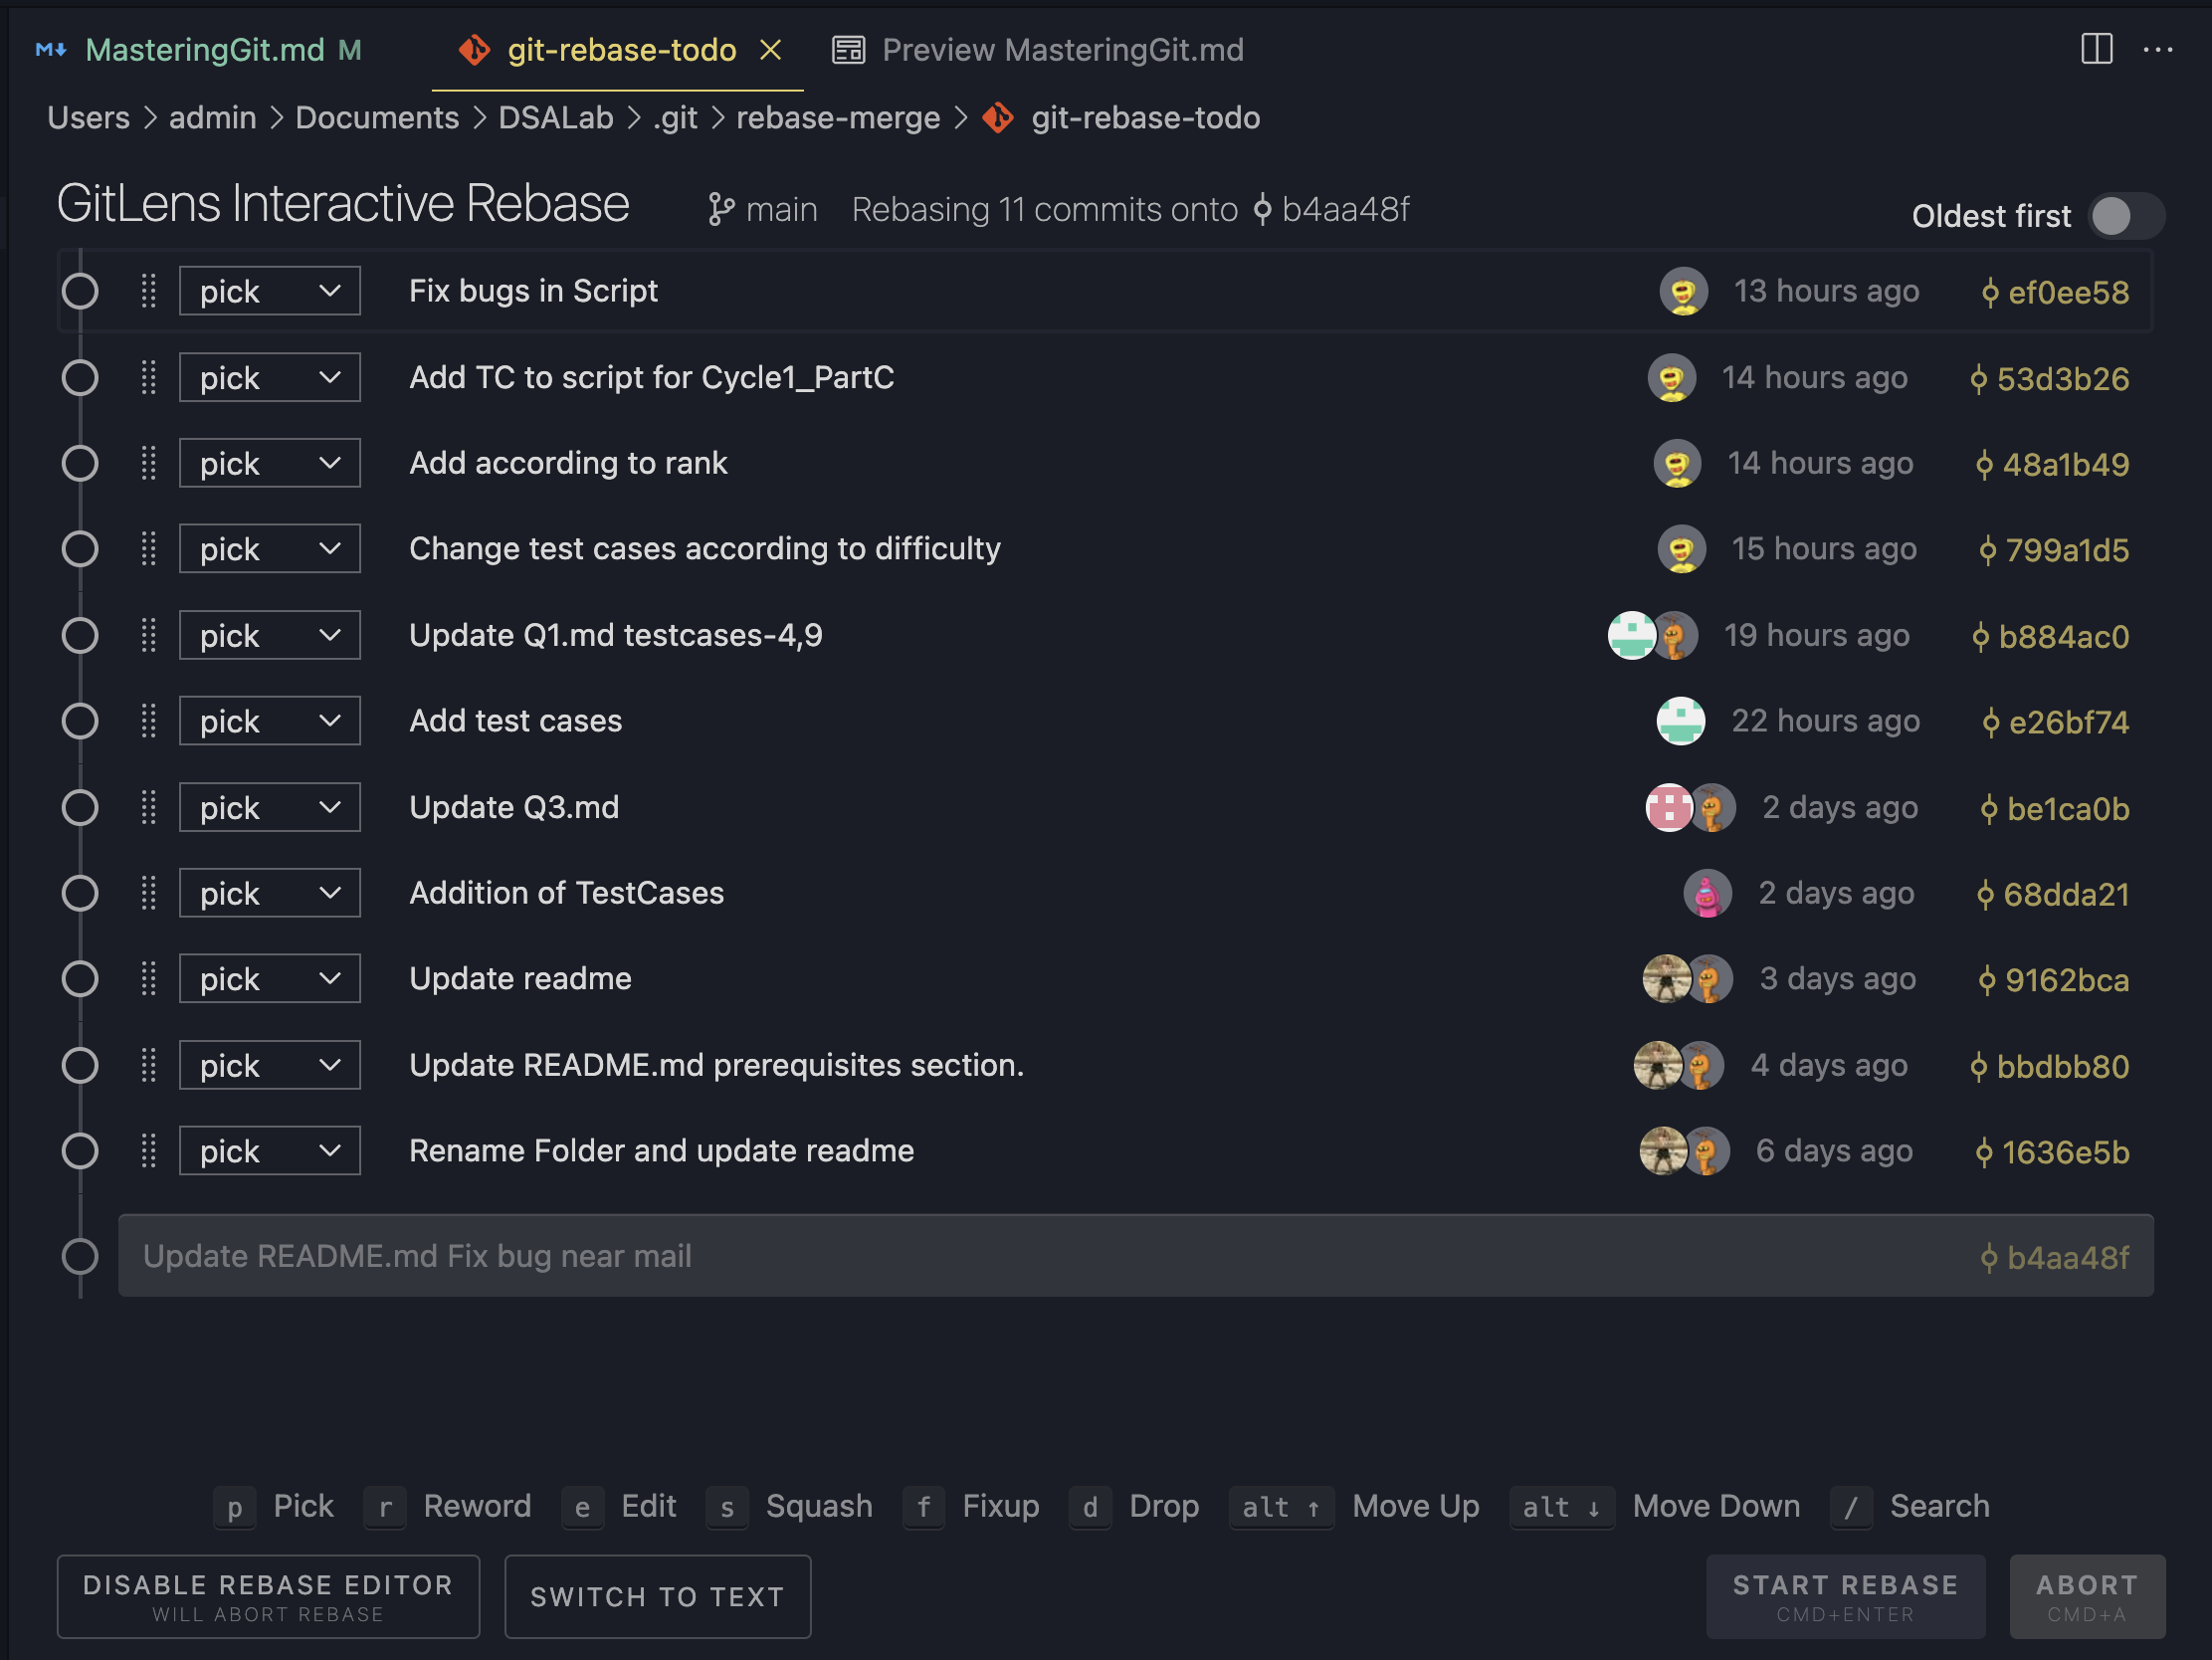 MasteringGit.md M git-rebase-todo Preview MasteringGit.md
Users > admin > Documents > DSALab > .git > rebase-merge > git-rebase-todo
GitLens Interactive Rebase main Rebasing 11 commits onto b4aa48f Oldest first
pick Fix bugs in Script 13 hours ago ef0ee58
pick Add TC to script for Cycle1_PartC 14 hours ago 53d3b26
pick Add according to rank 14 hours ago 48a1b49
pick Change test cases according to difficulty 15 hours ago 799a1d5
pick Update Q1.md testcases-4,9 19 hours ago b884ac0
pick Add test cases 22 hours ago e26bf74
pick Update Q3.md 2 days ago be1ca0b
pick Addition of TestCases 2 days ago 68dda21
pick Update readme 3 days ago 9162bca
pick Update README.md prerequisites section. 4 days ago bbdbb80
pick Rename Folder and update readme 6 days ago 1636e5b
Update README.md Fix bug near mail b4aa48f
p Pick r Reword e Edit s Squash f Fixup d Drop alt ↑ Move Up alt ↓ Move Down / Search
DISABLE REBASE EDITOR SWITCH TO TEXT START REBASE ABORT
WILL ABORT REBASE CMD+ENTER CMD+A